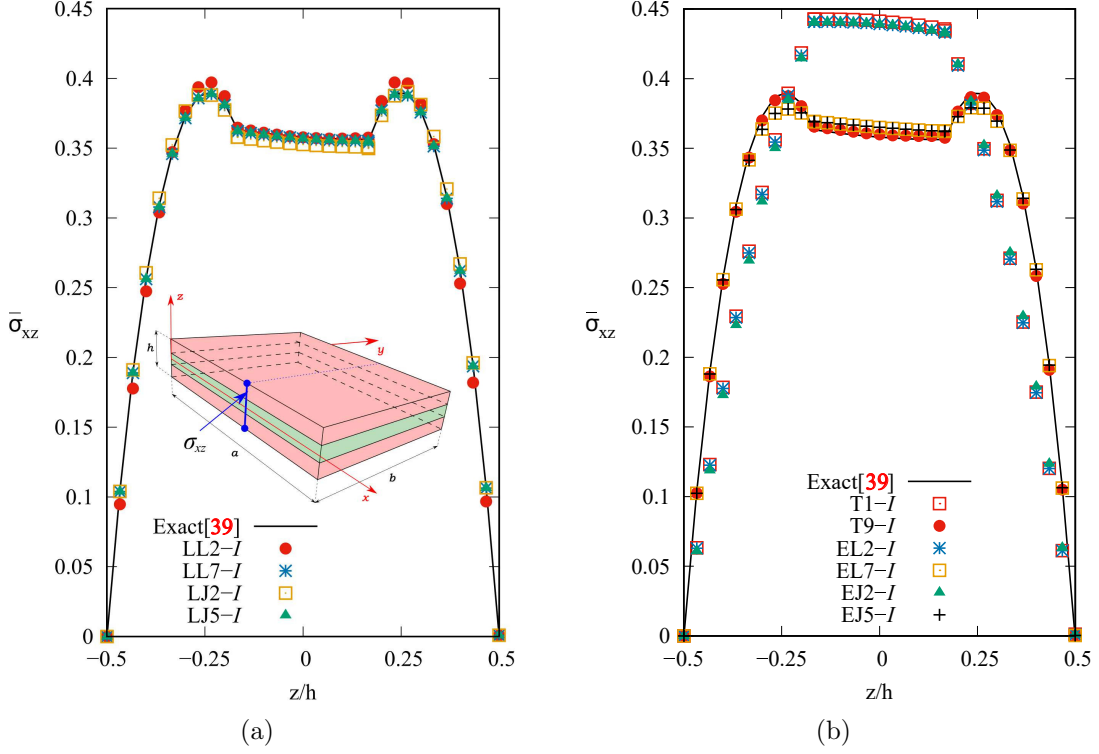 0.45
0.4
0.35
0.3
0.25
0.2
0.15
0.1
0.05
0
σ̅xz
−0.5
−0.25
0
0.25
0.5
z/h
z
h
y
σxz
a
b
x
Exact[39]
LL2−I
LL7−I
LJ2−I
LJ5−I
(a)
0.45
0.4
0.35
0.3
0.25
0.2
0.15
0.1
0.05
0
σ̅xz
−0.5
−0.25
0
0.25
0.5
z/h
Exact[39]
T1−I
T9−I
EL2−I
EL7−I
EJ2−I
EJ5−I
(b)